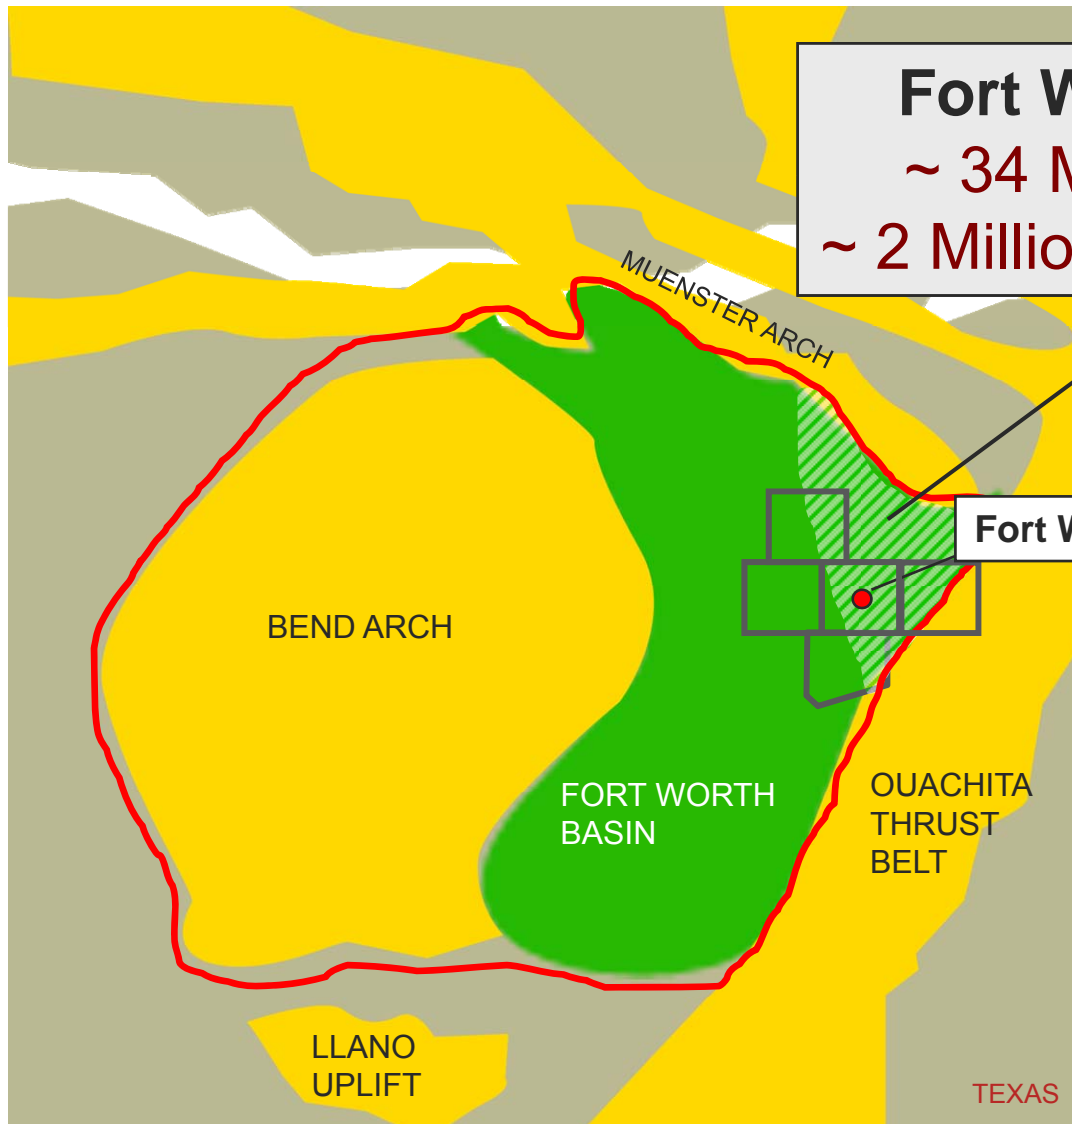 Fort W
~ 34 M
~ 2 Millio
MUENSTER ARCH
Fort W
BEND ARCH
FORT WORTH
BASIN
OUACHITA
THRUST
BELT
LLANO
UPLIFT
TEXAS